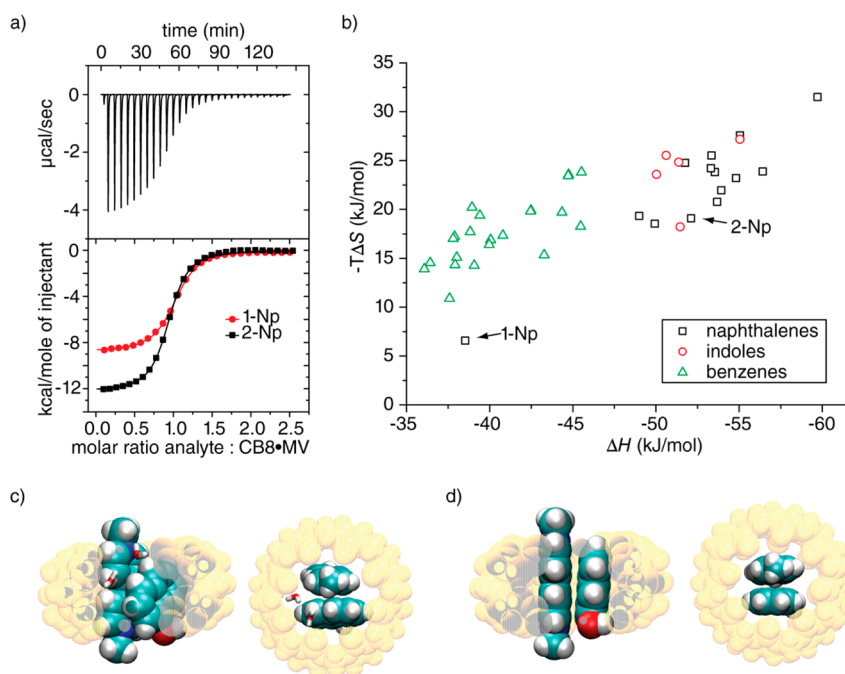 a)
time (min)
0 30 60 90 120
0
-2
-4
μcal/sec
0
-4
-8
-12
kcal/mole of injectant
1-Np
2-Np
0.0 0.5 1.0 1.5 2.0 2.5
molar ratio analyte : CB8•MV
b)
35
30
25
20
15
10
5
0
-TΔS (kJ/mol)
2-Np
1-Np
naphthalenes
indoles
benzenes
-35 -40 -45 -50 -55 -60
ΔH (kJ/mol)
c)
d)